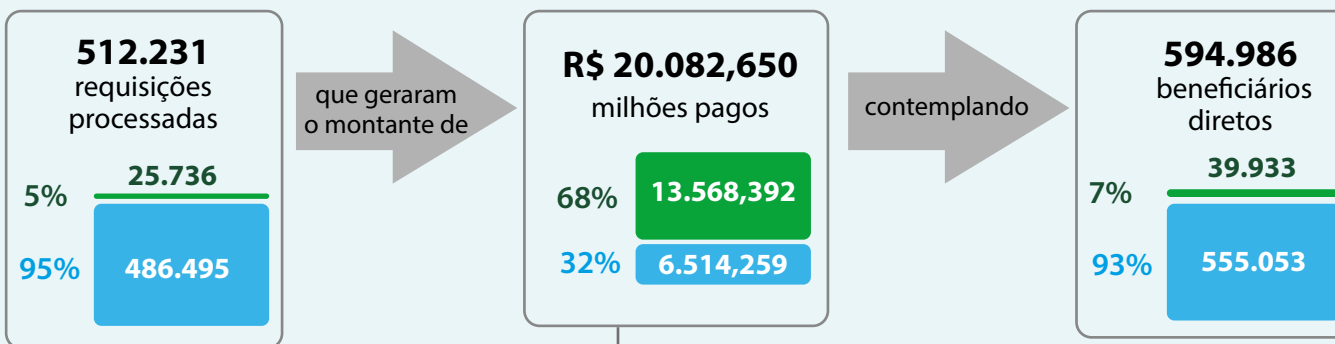 512.231
requisições
processadas
25.736
5%
95%
486.495
que geraram
o montante de
R$ 20.082,650
milhões pagos
68%
13.568,392
32%
6.514,259
contemplando
594.986
beneficiários
diretos
39.933
7%
93%
555.053